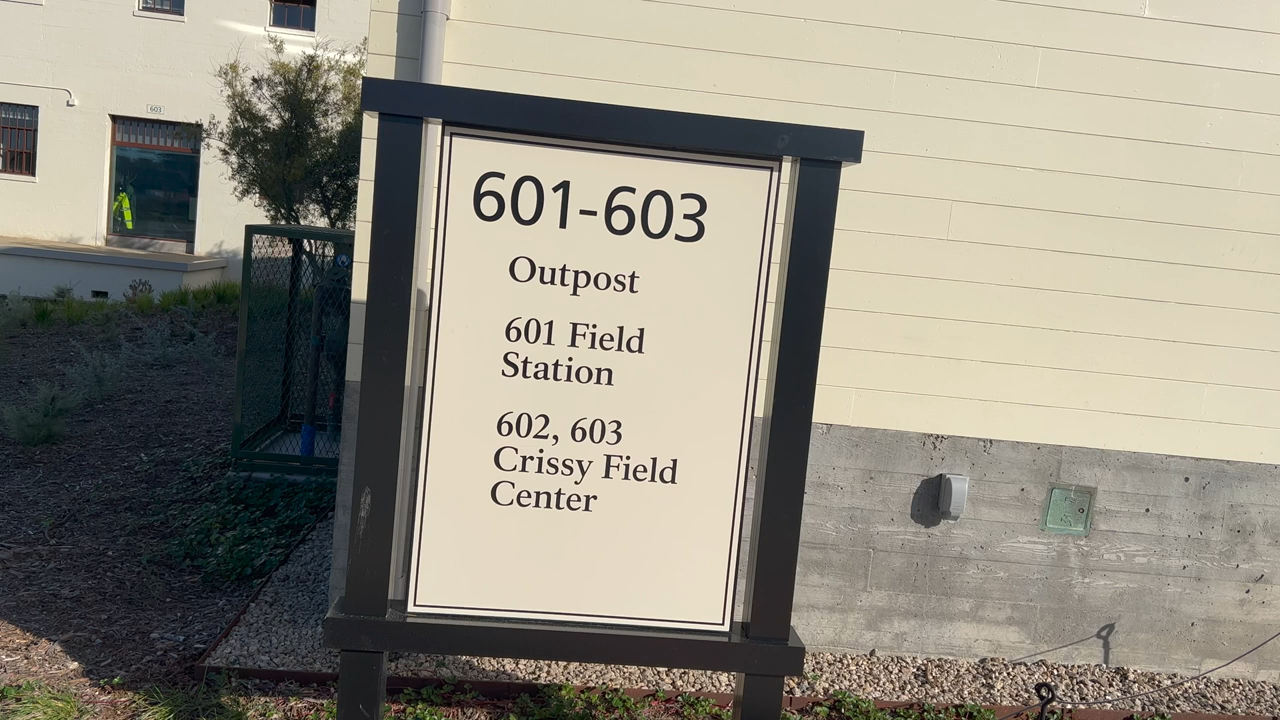 603
601-603
Outpost
601 Field
Station
602, 603
Crissy Field
Center